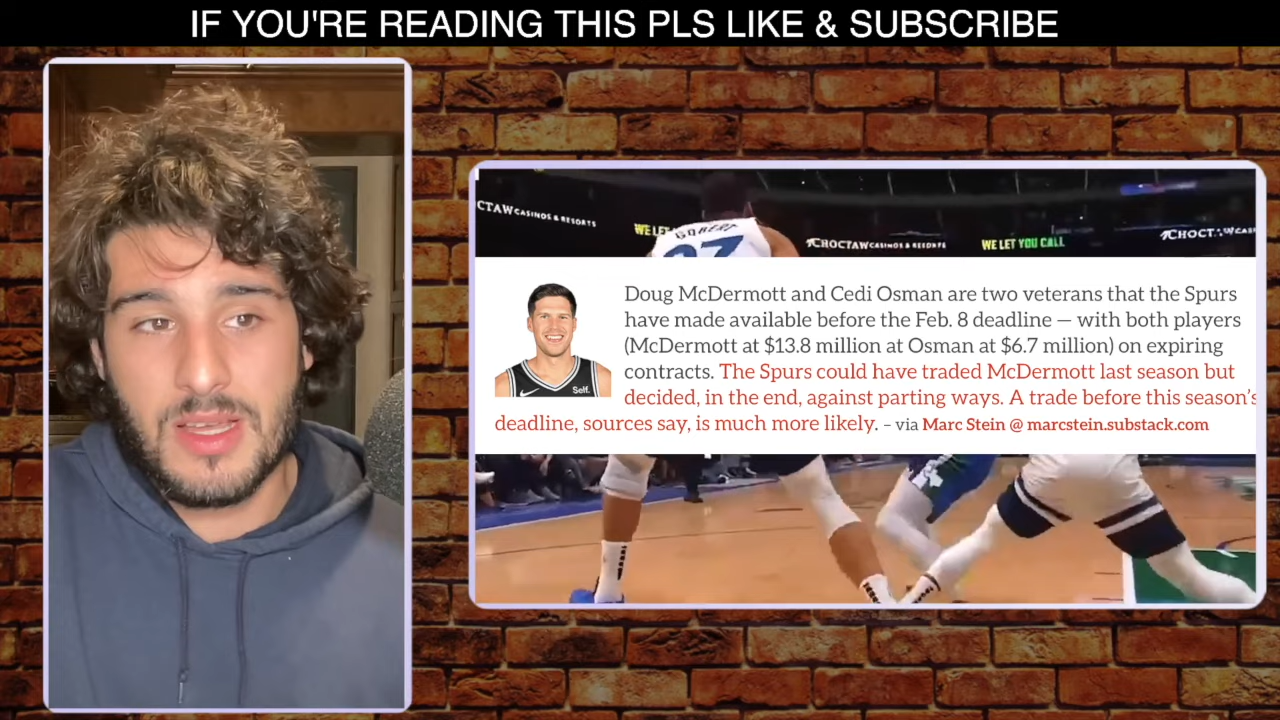 IF YOU'RE READING THIS PLS LIKE & SUBSCRIBE
CTAW CASINOS & RESORTS
WE LET
GOBERT
27
CHOCTAW CASINOS & RESORTS
WE LET YOU CALL
Doug McDermott and Cedi Osman are two veterans that the Spurs
have made available before the Feb. 8 deadline — with both players
(McDermott at $13.8 million at Osman at $6.7 million) on expiring
contracts. The Spurs could have traded McDermott last season but
decided, in the end, against parting ways. A trade before this season's
deadline, sources say, is much more likely. – via Marc Stein @ marcstein.substack.com
Self.